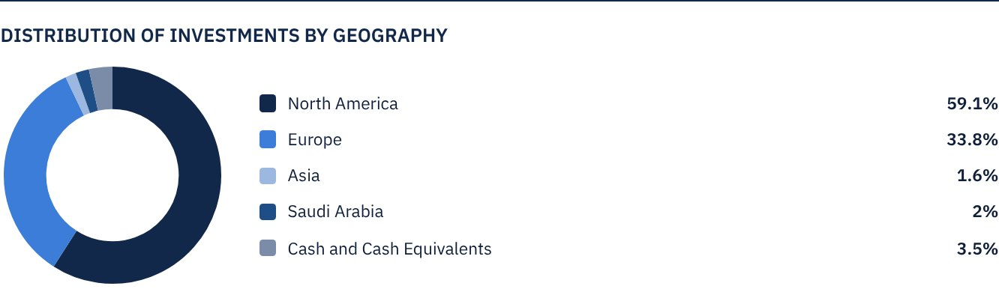 DISTRIBUTION OF INVESTMENTS BY GEOGRAPHY
North America 59.1%
Europe 33.8%
Asia 1.6%
Saudi Arabia 2%
Cash and Cash Equivalents 3.5%